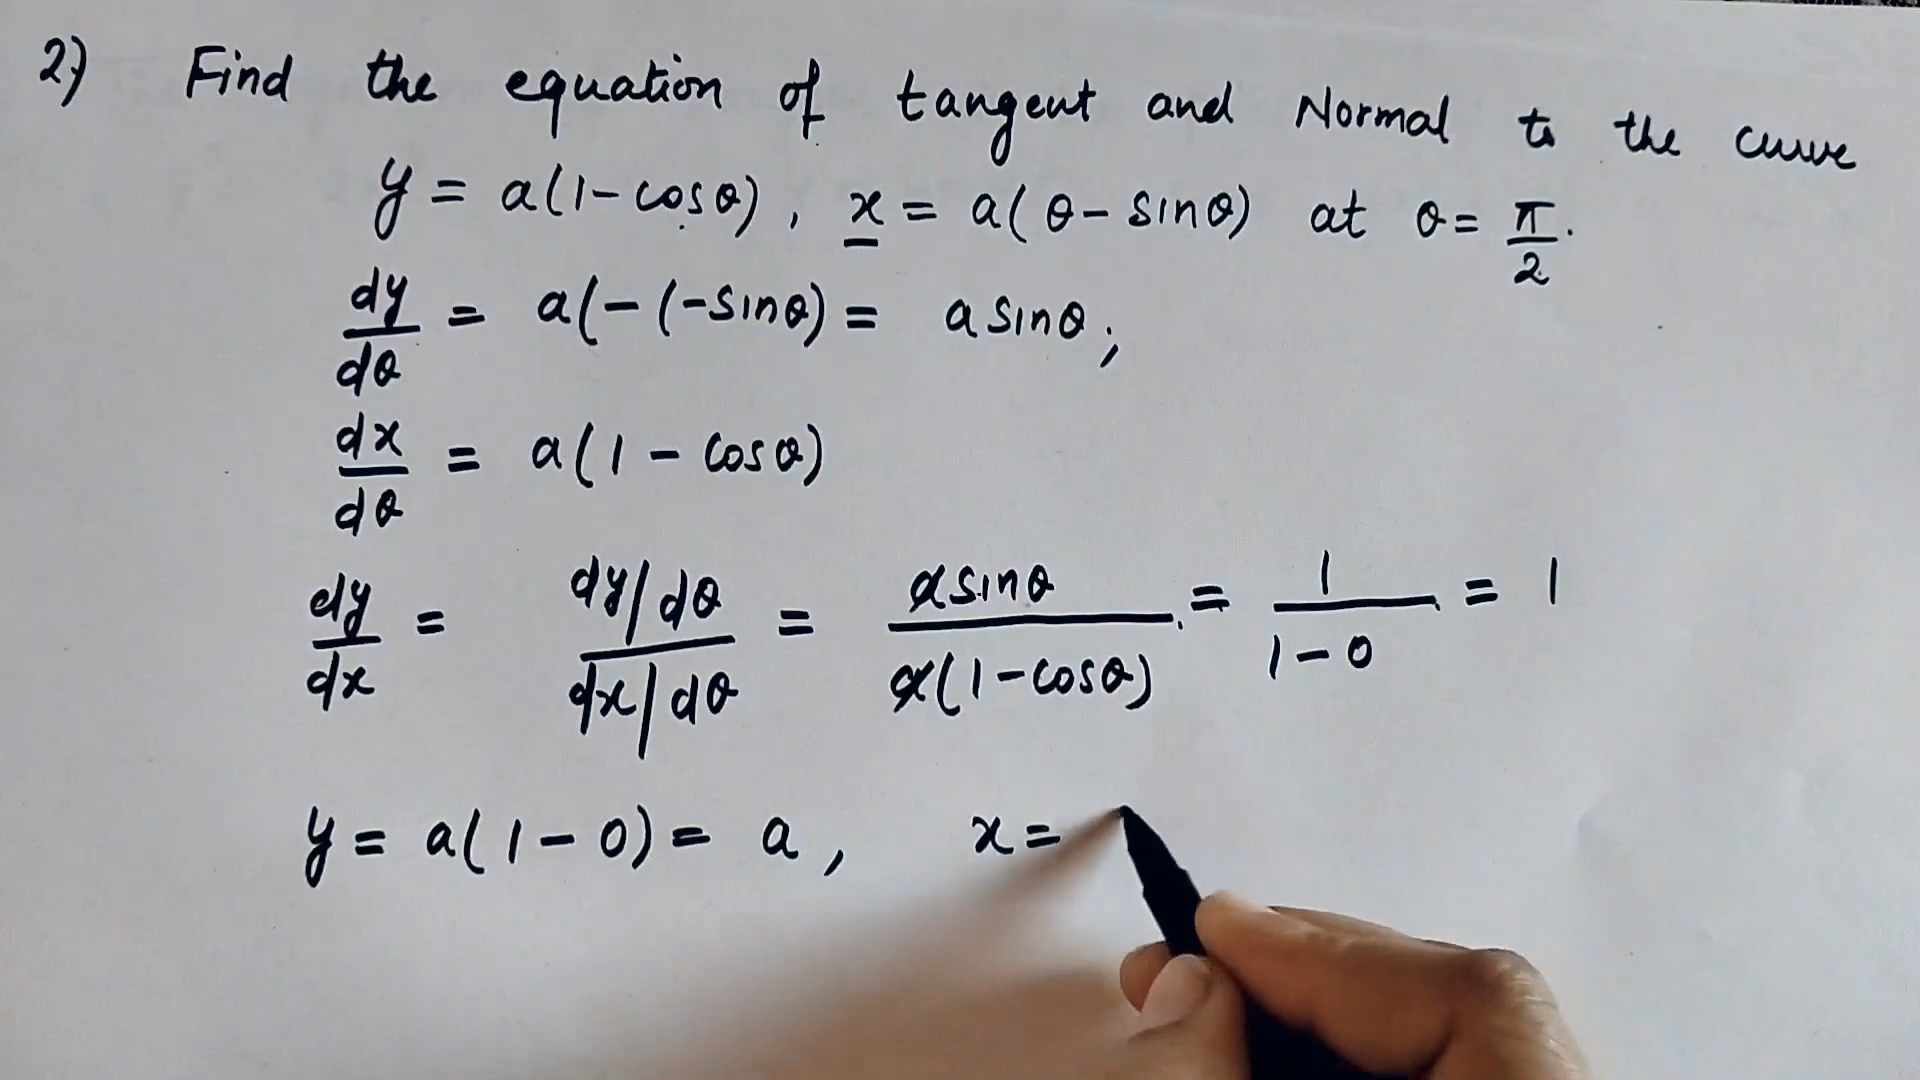 2) Find the equation of tangent and Normal to the curve
y = a(1-cosθ), x = a(θ-sinθ) at θ = π/2.
dy/dθ = a(-(-sinθ) = a sinθ;
dx/dθ = a(1 - cosθ)
dy/dx = dy/dθ / dx/dθ = a sinθ / a(1-cosθ) = 1 / 1-0 = 1
y = a(1-0) = a, x =